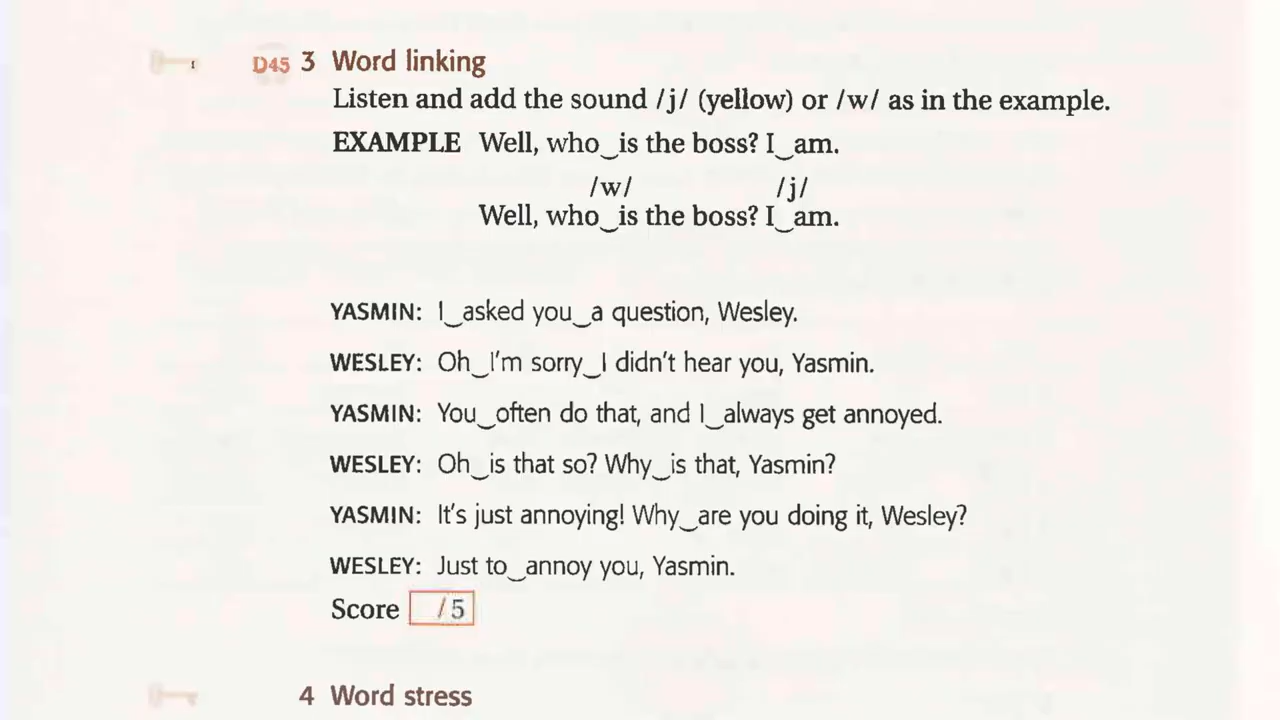 D45 3 Word linking
Listen and add the sound /j/ (yellow) or /w/ as in the example.
EXAMPLE Well, who‿is the boss? I‿am.
/w/ /j/
Well, who‿is the boss? I‿am.
YASMIN: I‿asked you‿a question, Wesley.
WESLEY: Oh‿I'm sorry‿I didn't hear you, Yasmin.
YASMIN: You‿often do that, and I‿always get annoyed.
WESLEY: Oh‿is that so? Why‿is that, Yasmin?
YASMIN: It's just annoying! Why‿are you doing it, Wesley?
WESLEY: Just to‿annoy you, Yasmin.
Score /5
4 Word stress